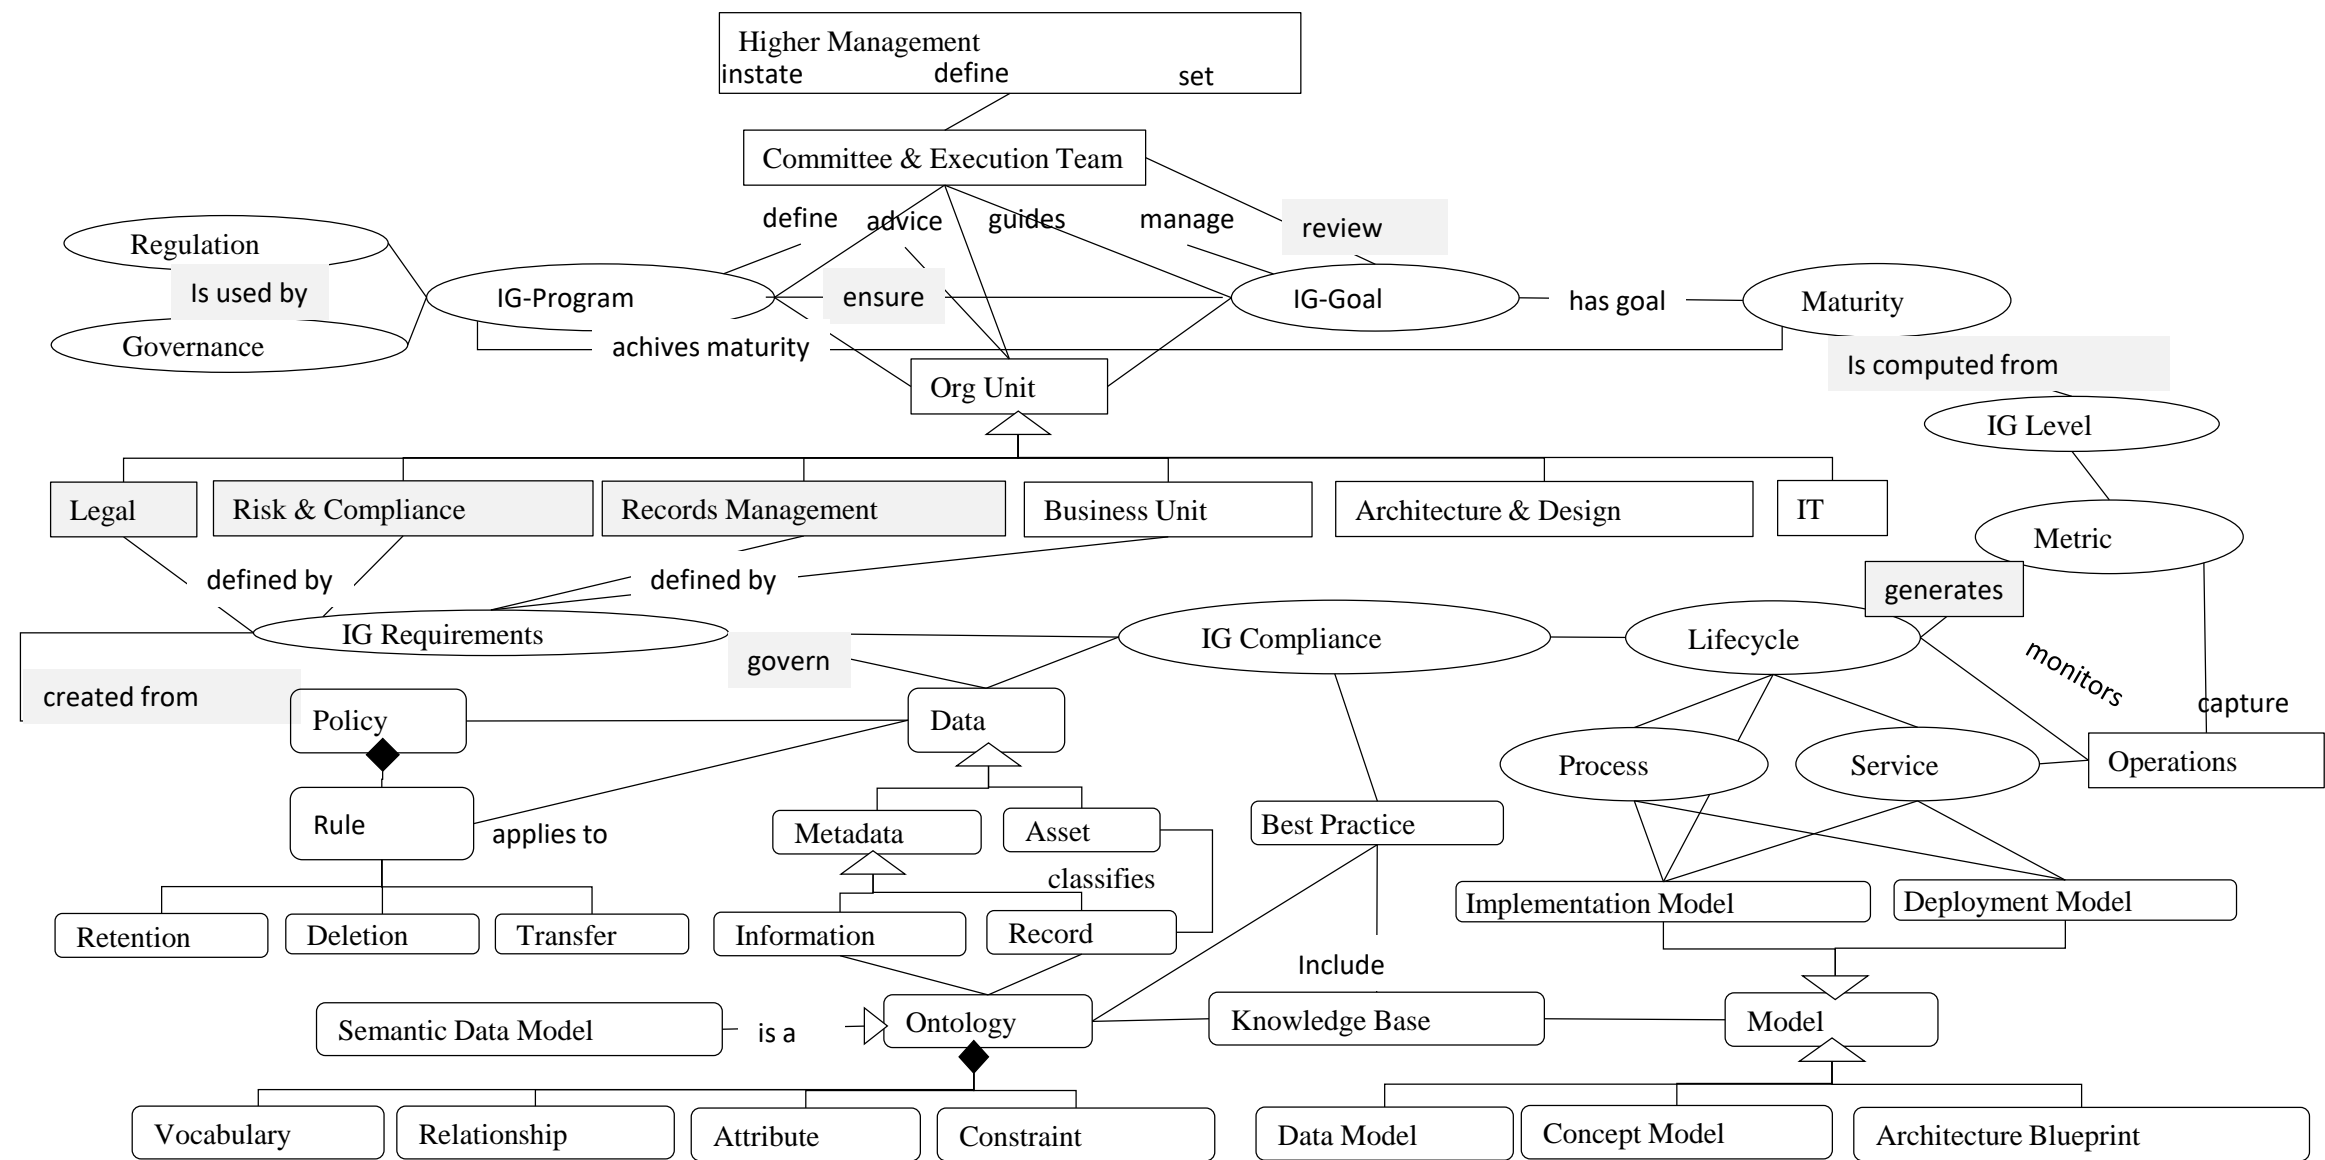 Higher Management
instate define set
Committee & Execution Team
define advice guides manage review
Regulation
Is used by
Governance
IG-Program
ensure
IG-Goal
has goal
Maturity
achives maturity
Is computed from
Org Unit
IG Level
Legal
Risk & Compliance
Records Management
Business Unit
Architecture & Design
IT
Metric
defined by
defined by
generates
IG Requirements
govern
IG Compliance
Lifecycle
monitors
capture
created from
Policy
Data
Process
Service
Operations
Rule
applies to
Metadata
Asset
Best Practice
classifies
Implementation Model
Deployment Model
Retention
Deletion
Transfer
Information
Record
Include
Semantic Data Model
is a
Ontology
Knowledge Base
Model
Vocabulary
Relationship
Attribute
Constraint
Data Model
Concept Model
Architecture Blueprint